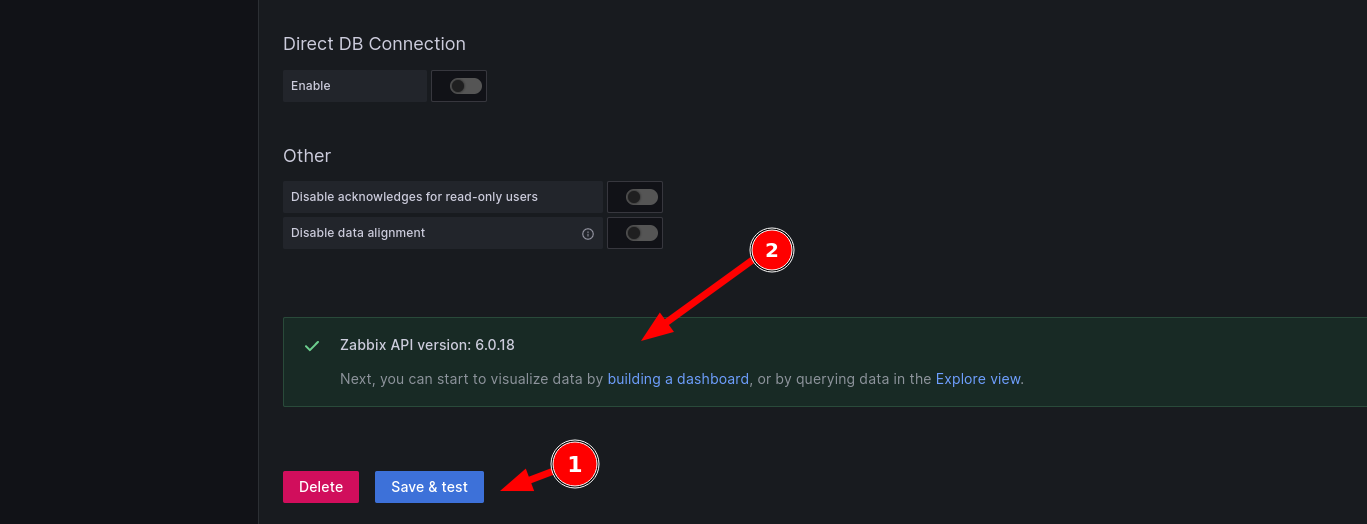 Direct DB Connection
Enable
Other
Disable acknowledges for read-only users
Disable data alignment
2
Zabbix API version: 6.0.18
Next, you can start to visualize data by building a dashboard, or by querying data in the Explore view.
1
Delete Save & test